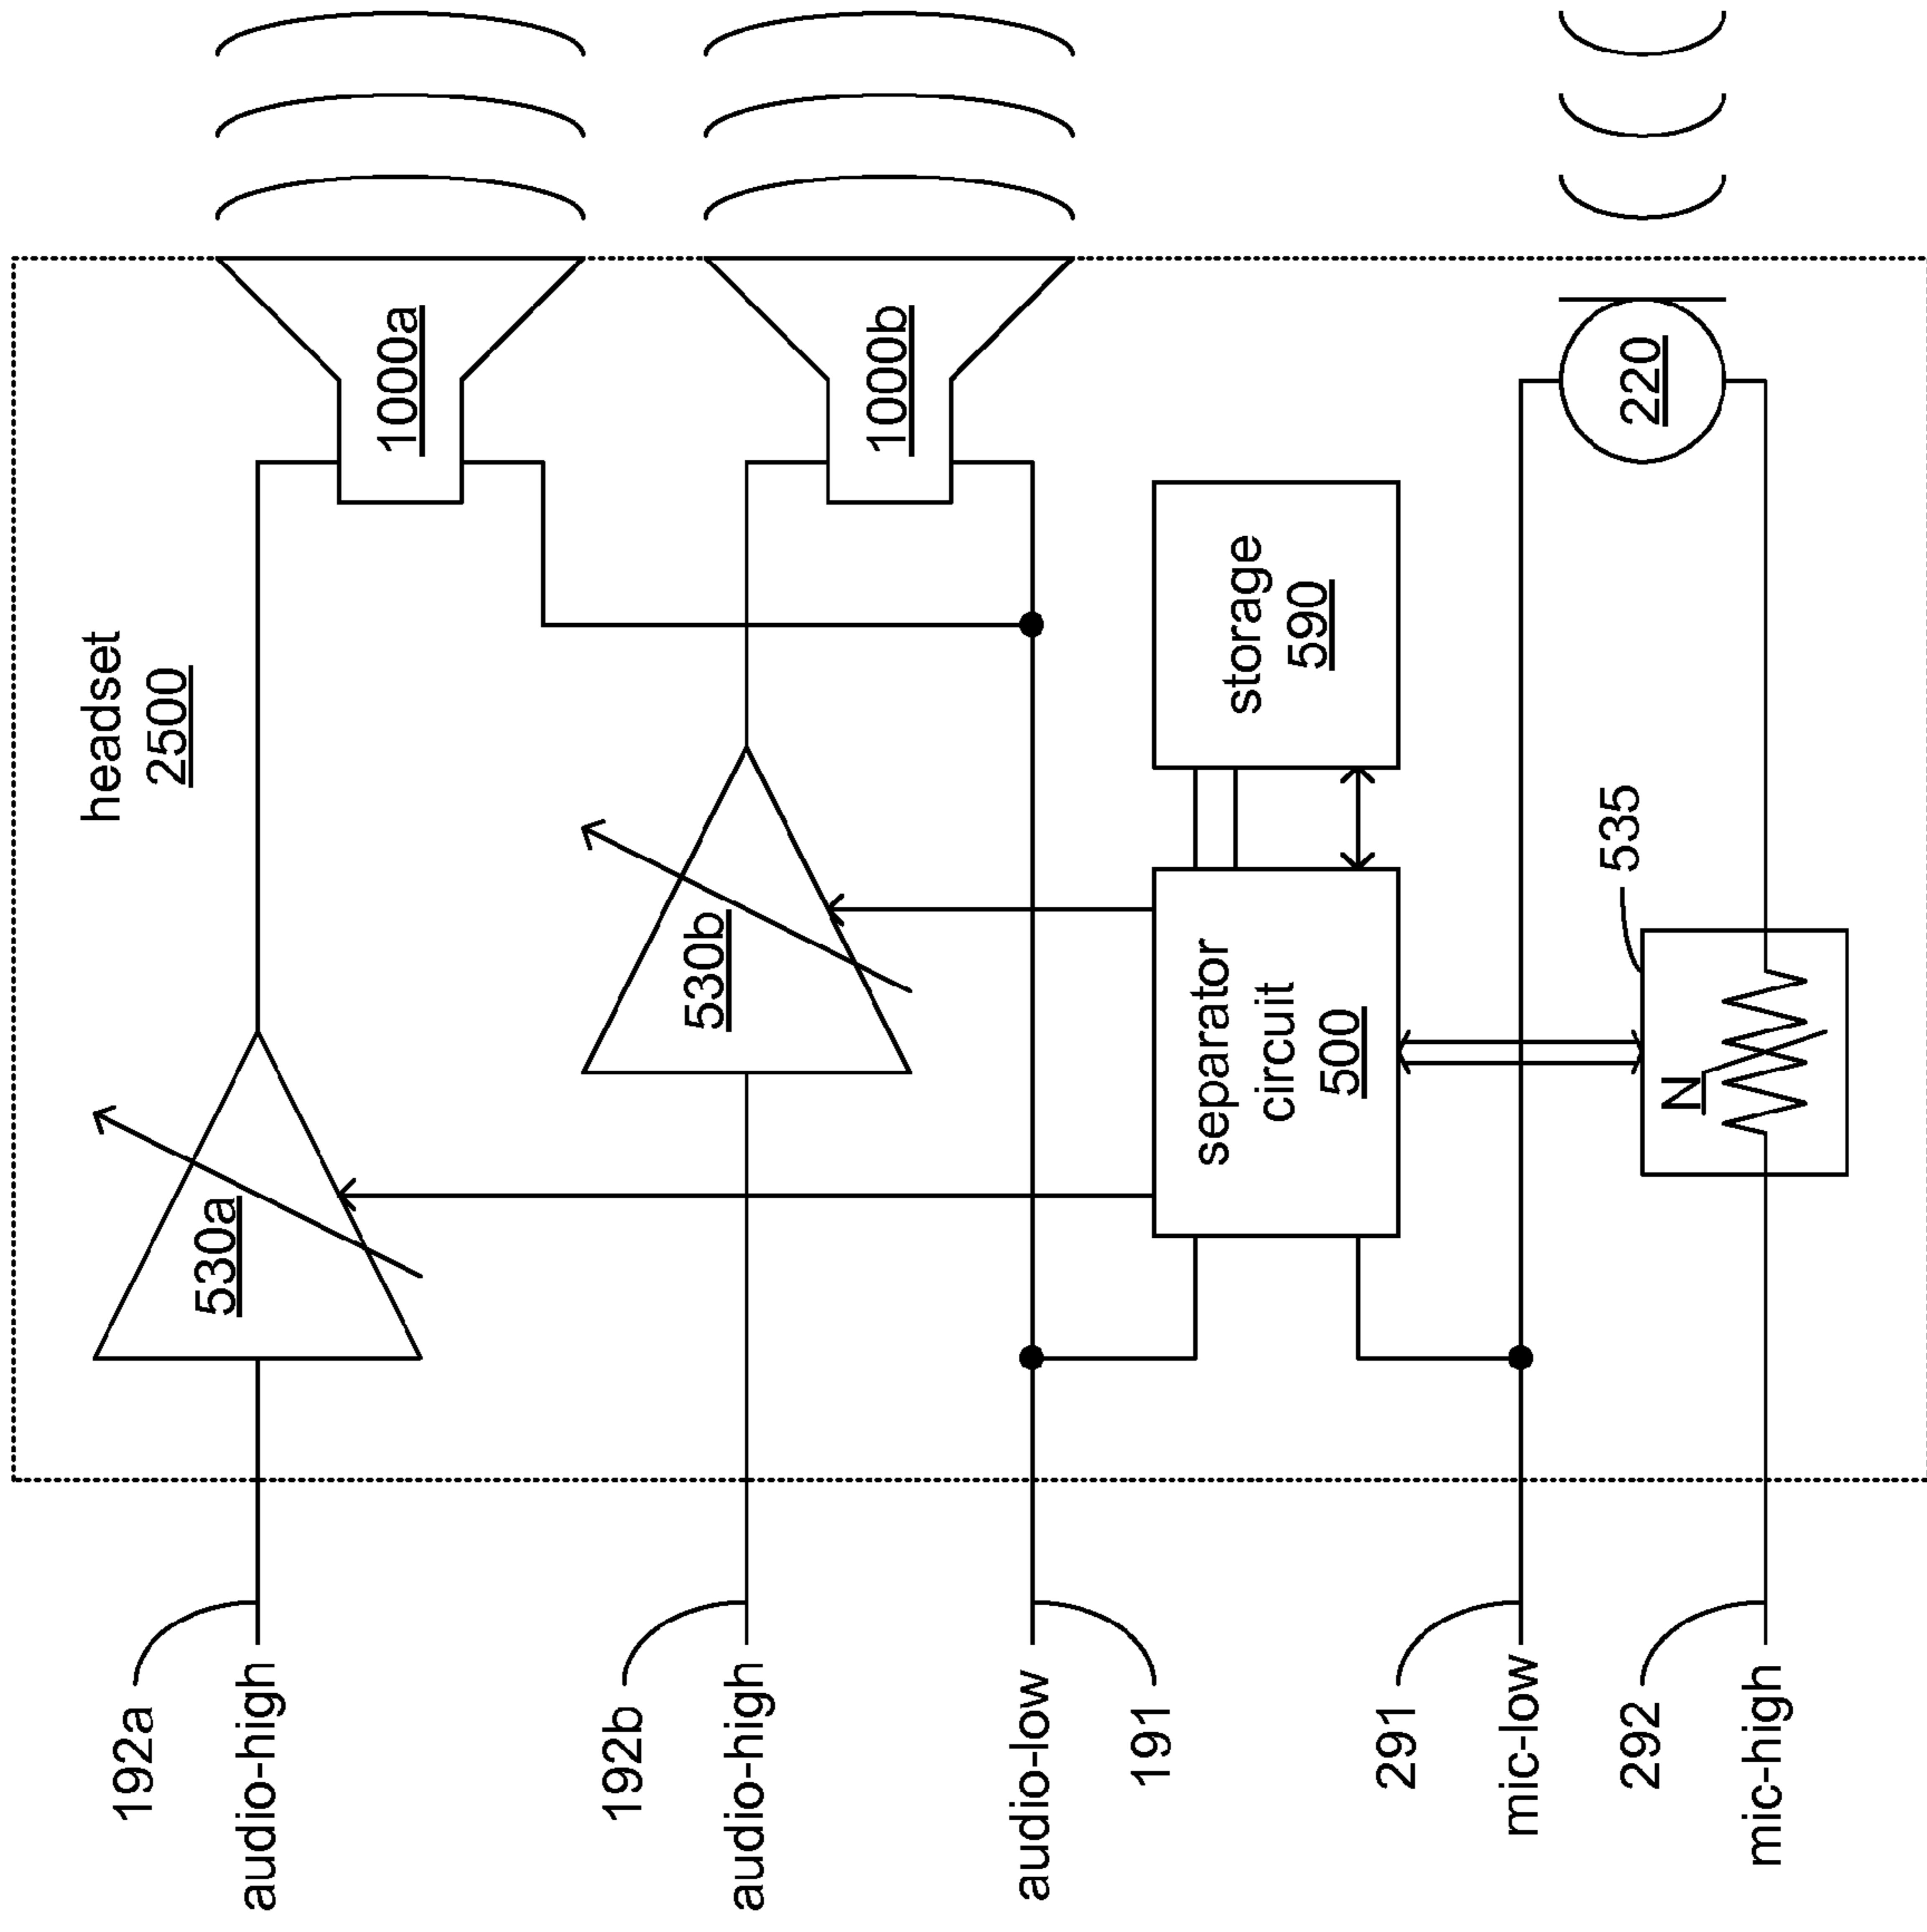 headset
2500
192a
audio-high
530a
1000a
192b
audio-high
530b
1000b
audio-low
191
separator
circuit
500
storage
590
291
mic-low
535
220
292
mic-high
N